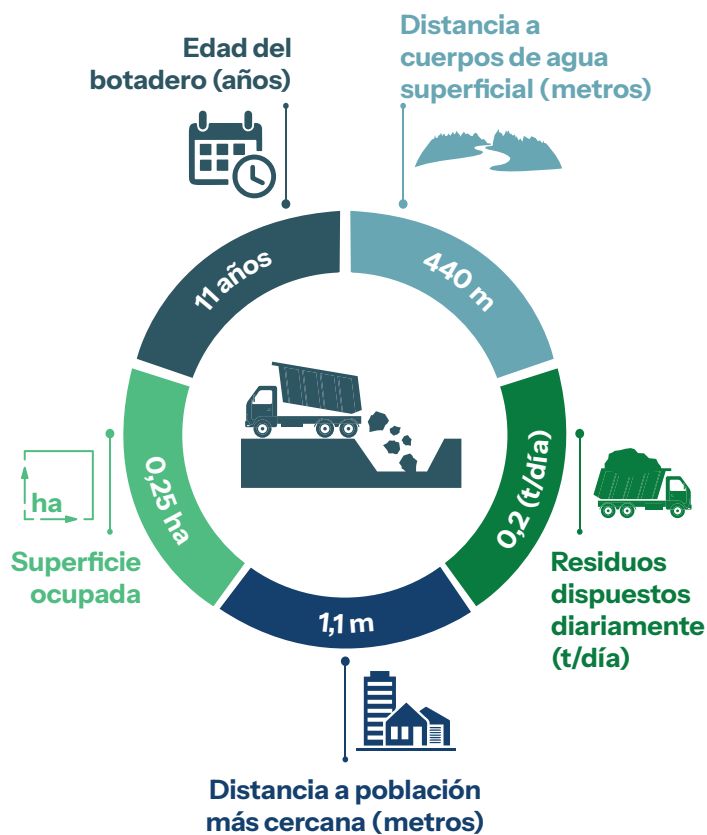 Edad del
botadero (años)
Distancia a
cuerpos de agua
superficial (metros)
11 años
440 m
0,25 ha
0,2 (t/día)
1,1 m
ha
Superficie
ocupada
Residuos
dispuestos
diariamente
(t/día)
Distancia a población
más cercana (metros)